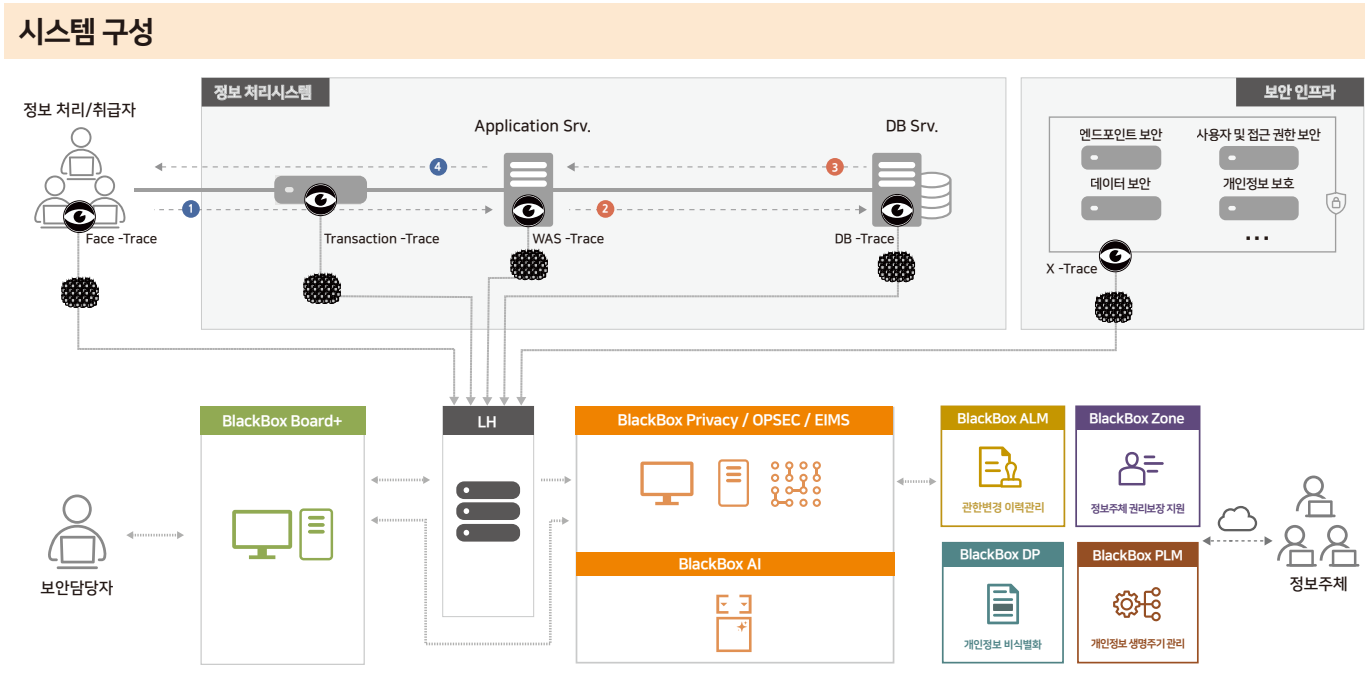 시스템 구성
정보 처리/취급자
정보 처리시스템
보안 인프라
Application Srv.
DB Srv.
엔드포인트 보안
사용자 및 접근 권한 보안
4
3
데이터 보안
개인정보 보호
1
2
...
Face -Trace
Transaction -Trace
WAS -Trace
DB -Trace
X -Trace
BlackBox Board+
LH
BlackBox Privacy / OPSEC / EIMS
BlackBox ALM
BlackBox Zone
관한변경 이력관리
정보주체 권리보장 지원
BlackBox AI
BlackBox DP
BlackBox PLM
보안담당자
정보주체
개인정보 비식별화
개인정보 생명주기 관리